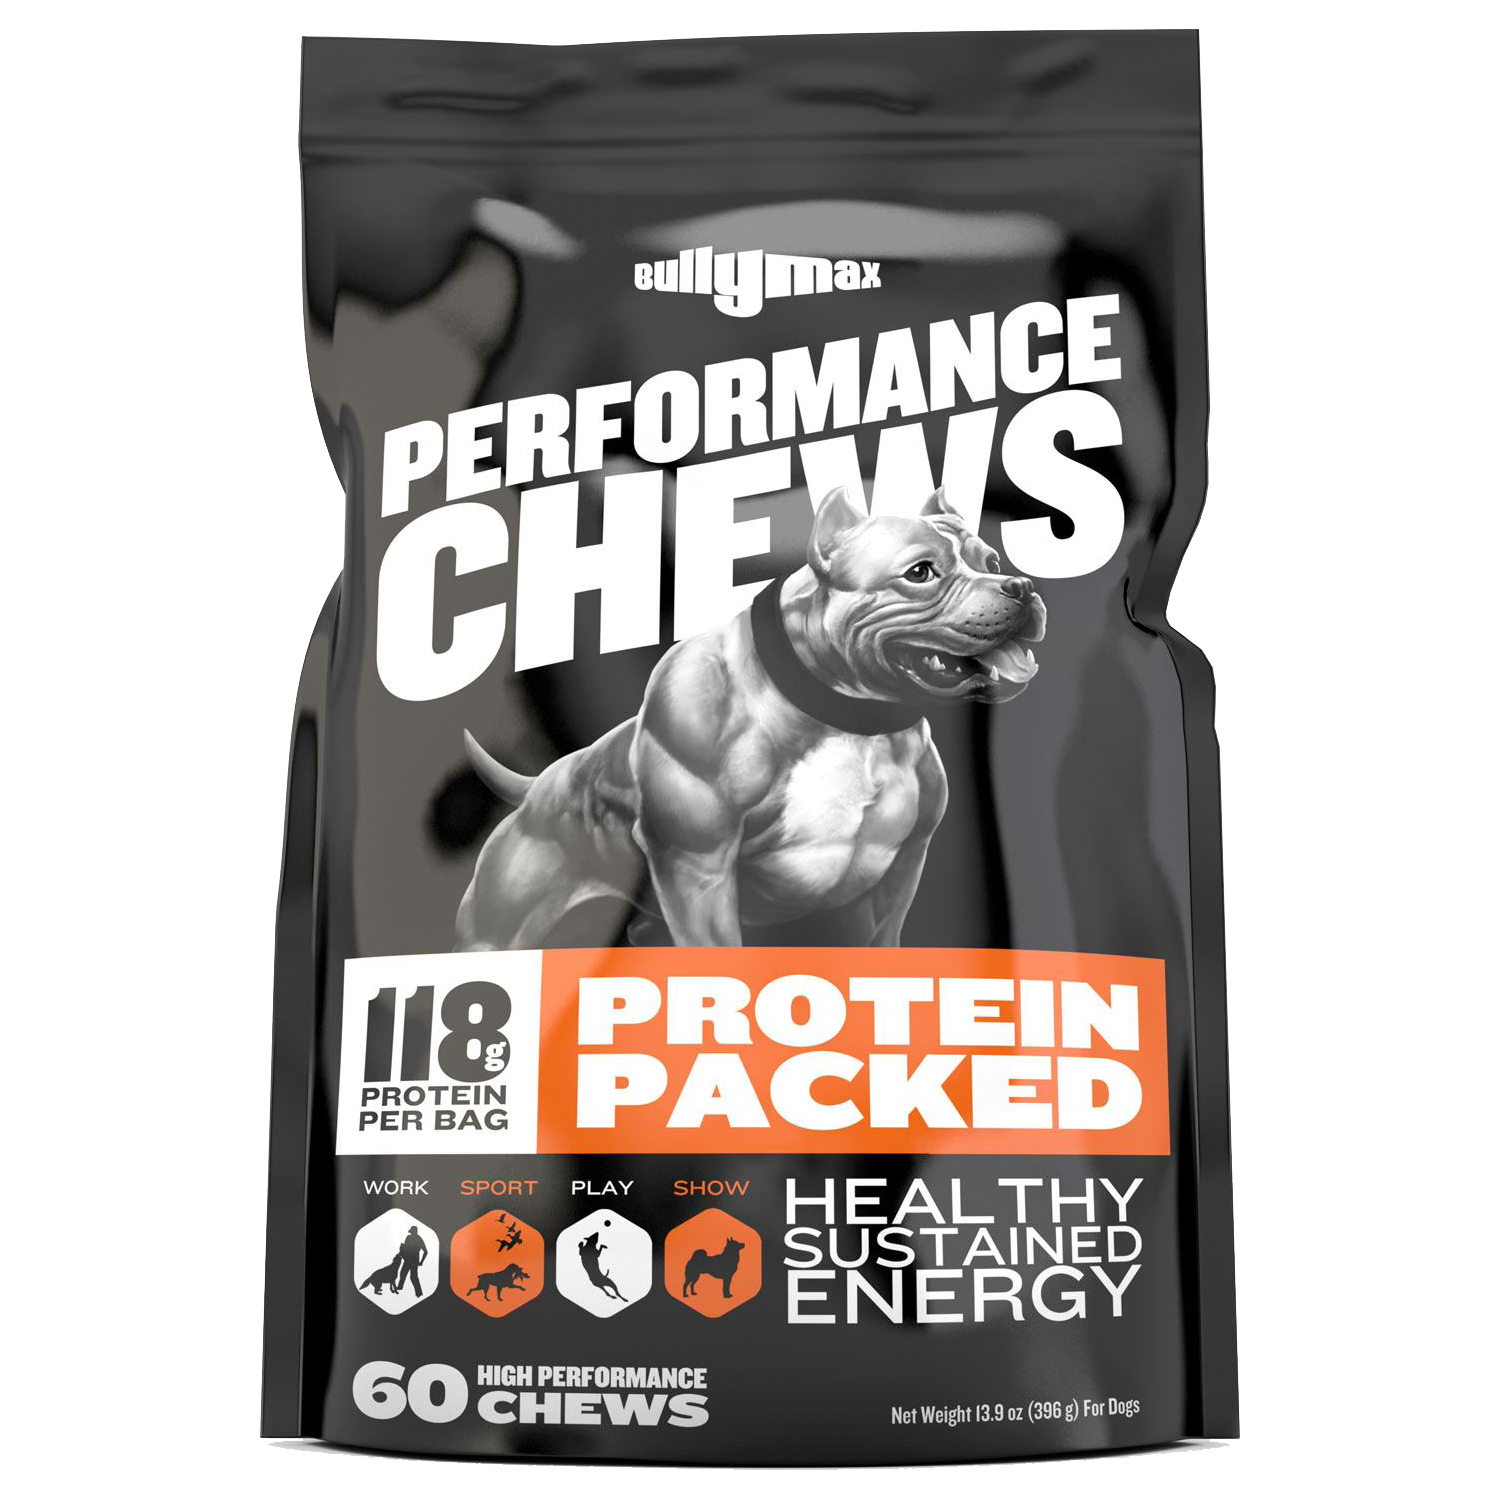 Bullymax
PERFORMANCE
CHEWS
118g
PROTEIN
PER BAG
PROTEIN
PACKED
WORK SPORT PLAY SHOW
HEALTHY
SUSTAINED
ENERGY
60 HIGH PERFORMANCE
CHEWS
Net Weight 13.9 oz (396 g) For Dogs